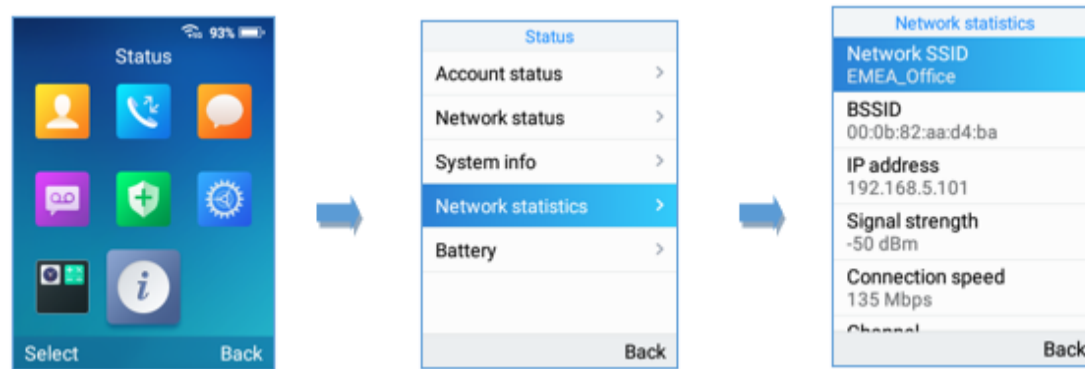 93%
Status
Select Back
Status
Account status
Network status
System info
Network statistics
Battery
Back
Network statistics
Network SSID
EMEA_Office
BSSID
00:0b:82:aa:d4:ba
IP address
192.168.5.101
Signal strength
-50 dBm
Connection speed
135 Mbps
Channel
Back